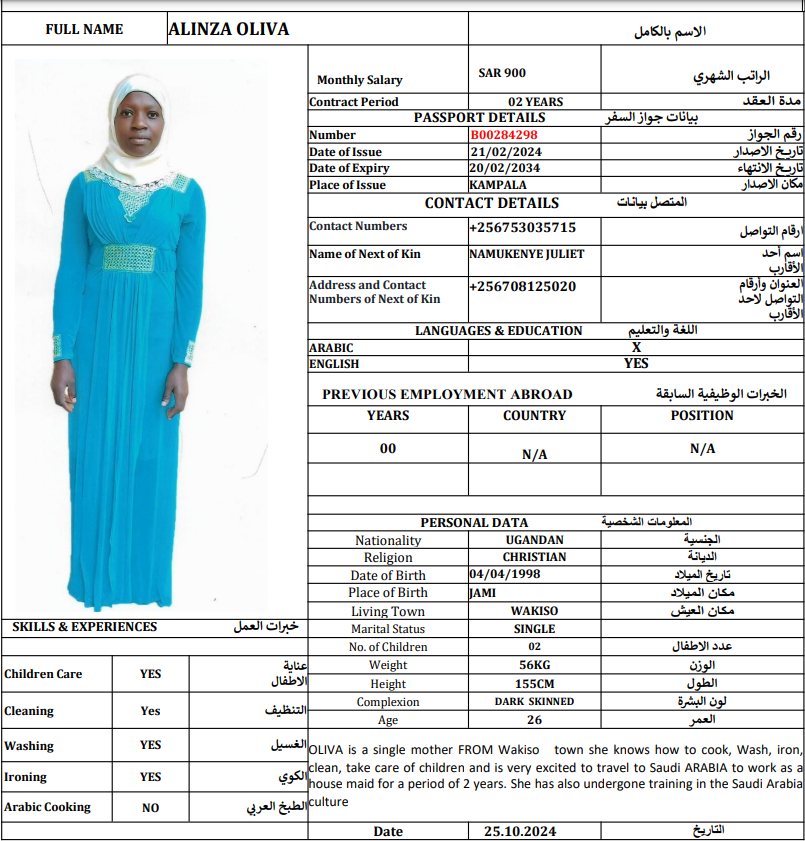 FULL NAME ALINZA OLIVA الاسم بالكامل
Monthly Salary SAR 900 الراتب الشهري
Contract Period 02 YEARS مدة العقد
PASSPORT DETAILS بيانات جواز السفر
Number B00284298 رقم الجواز
Date of Issue 21/02/2024 تاريخ الاصدار
Date of Expiry 20/02/2034 تاريخ الانتهاء
Place of Issue KAMPALA مكان الاصدار
CONTACT DETAILS المتصل بيانات
Contact Numbers +256753035715 ارقام التواصل
Name of Next of Kin NAMUKENYE JULIET اسم أحد
الأقارب
Address and Contact +256708125020 العنوان وأرقام
Numbers of Next of Kin التواصل لاحد
الأقارب
LANGUAGES & EDUCATION اللغة والتعليم
ARABIC X
ENGLISH YES
PREVIOUS EMPLOYMENT ABROAD الخبرات الوظيفية السابقة
YEARS COUNTRY POSITION
00 N/A N/A
PERSONAL DATA المعلومات الشخصية
Nationality UGANDAN الجنسية
Religion CHRISTIAN الديانة
Date of Birth 04/04/1998 تاريخ الميلاد
Place of Birth JAMI مكان الميلاد
Living Town WAKISO مكان العيش
Marital Status SINGLE
No. of Children 02 عدد الاطفال
Weight 56KG الوزن
Height 155CM الطول
Complexion DARK SKINNED لون البشرة
Age 26 العمر
SKILLS & EXPERIENCES خبرات العمل
Children Care YES عناية
الاطفال
Cleaning Yes التنظيف
Washing YES الغسيل
Ironing YES الكوي
Arabic Cooking NO الطبخ العربي
OLIVA is a single mother FROM Wakiso town she knows how to cook, Wash, iron,
clean, take care of children and is very excited to travel to Saudi ARABIA to work as a
house maid for a period of 2 years. She has also undergone training in the Saudi Arabia
culture
Date 25.10.2024 التاريخ